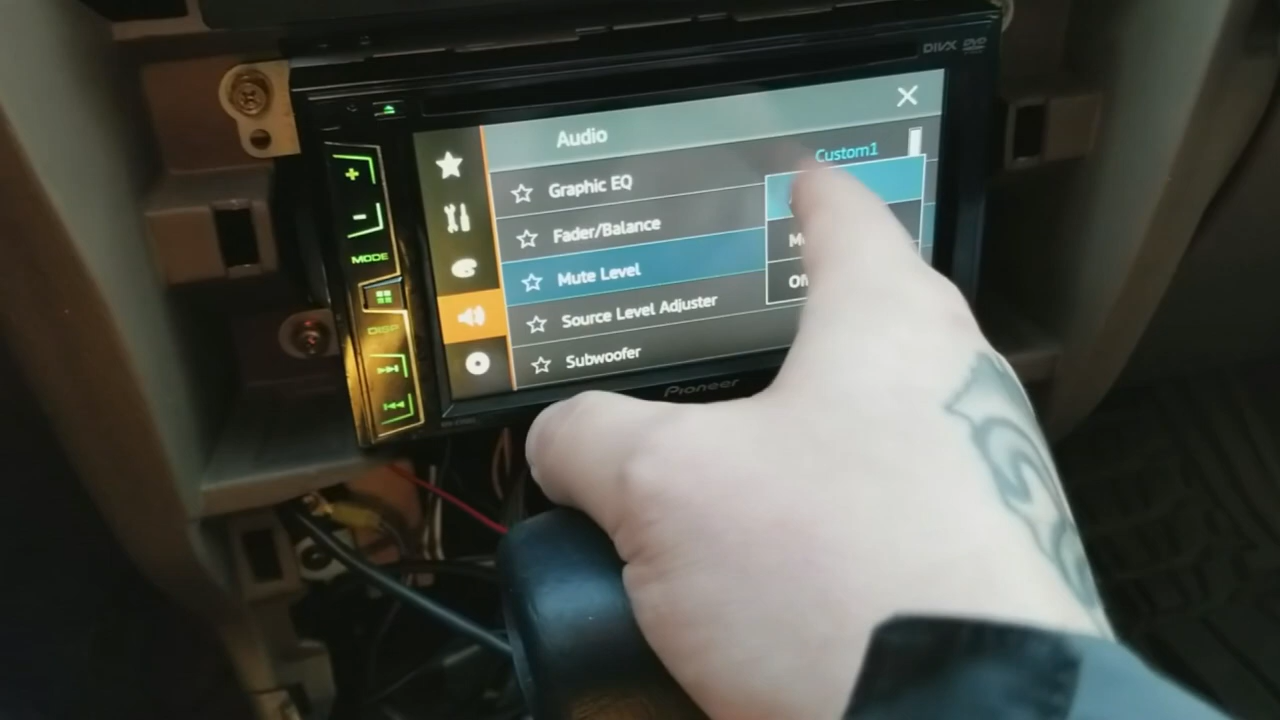 DIVX DVD
Audio
Custom1
Graphic EQ
Fader/Balance
Mute Level
Source Level Adjuster
Subwoofer
+
−
MODE
DISP
Pioneer